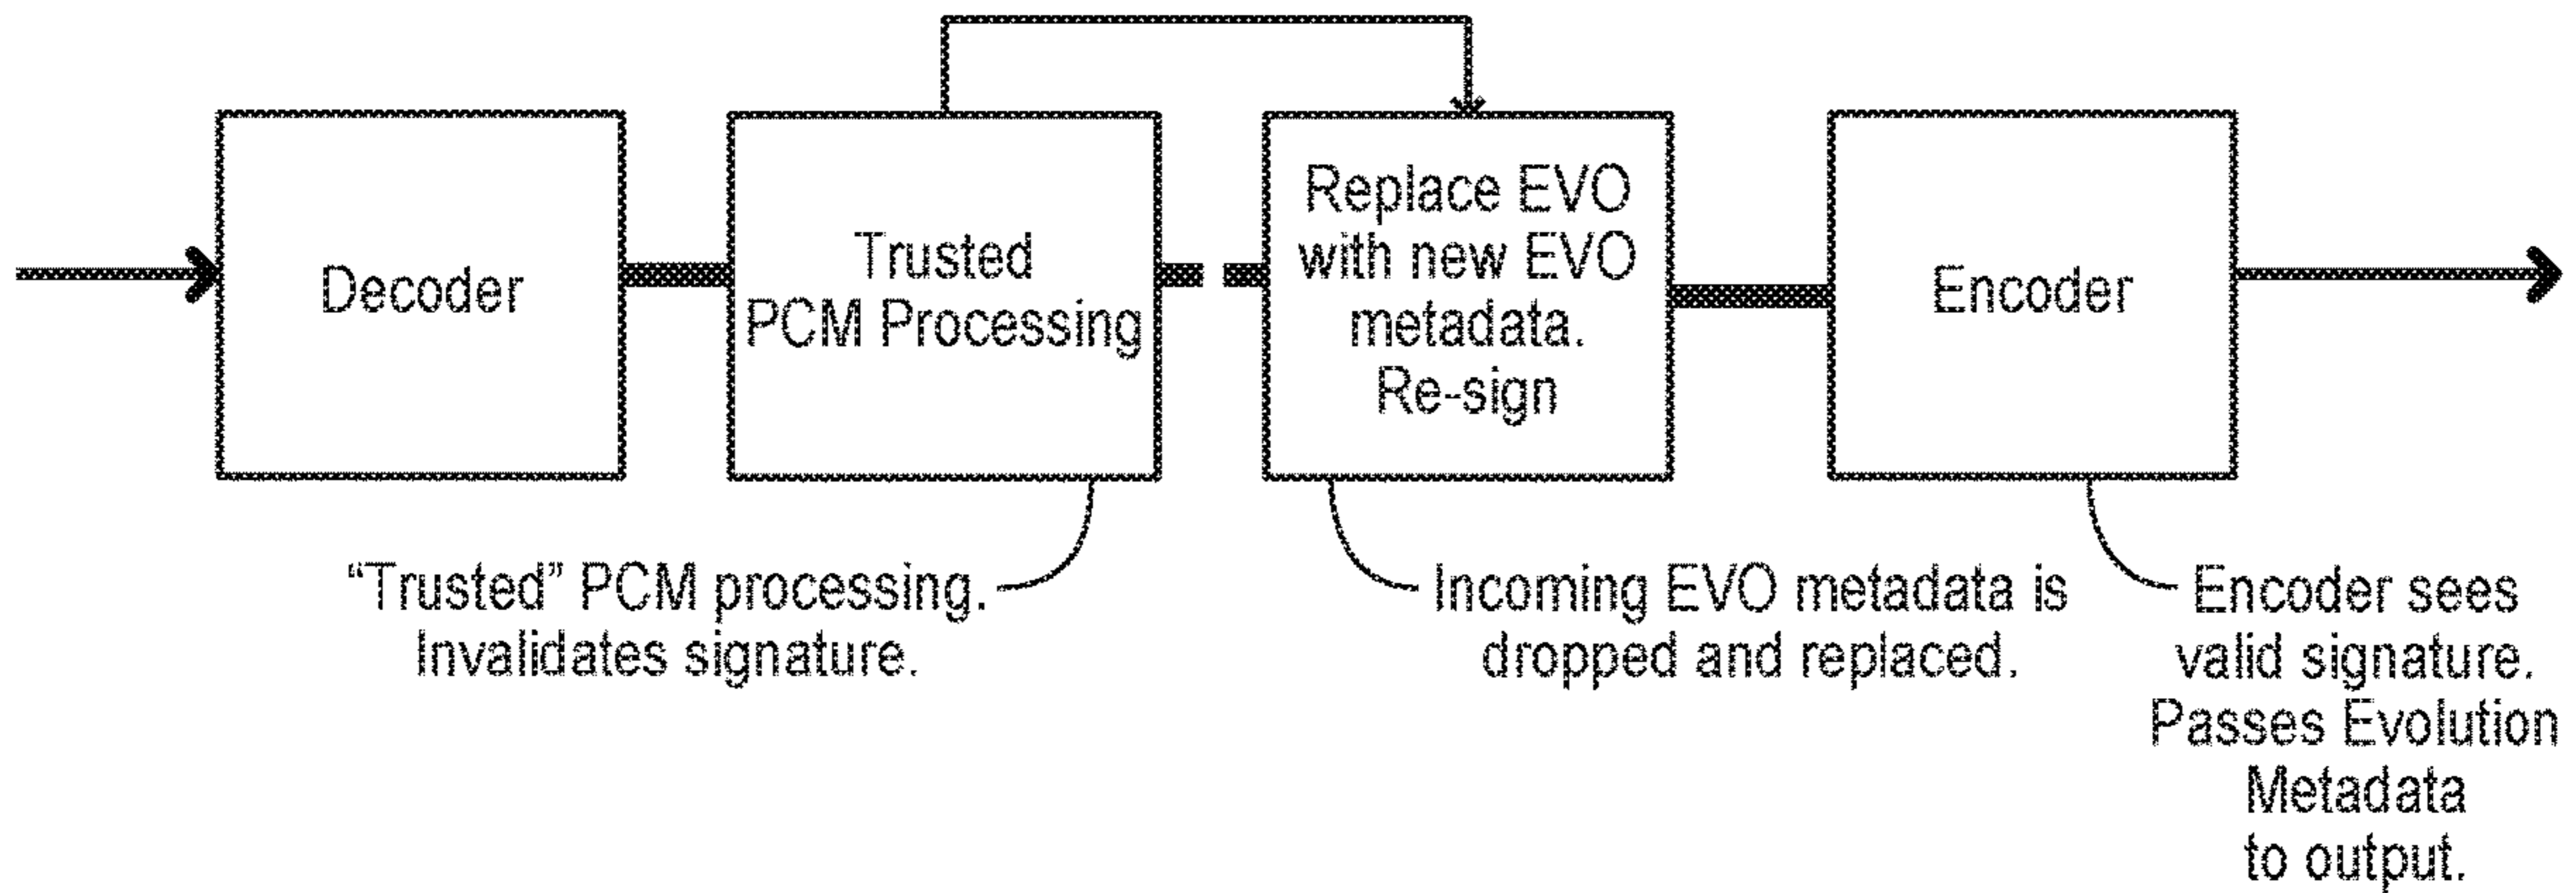 Decoder
Trusted
PCM Processing
Replace EVO
with new EVO
metadata.
Re-sign
Encoder
“Trusted” PCM processing.
Invalidates signature.
Incoming EVO metadata is
dropped and replaced.
Encoder sees
valid signature.
Passes Evolution
Metadata
to output.